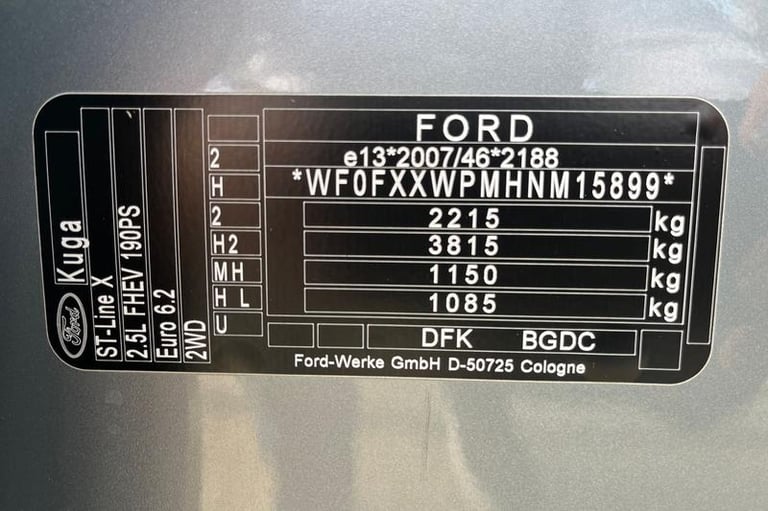 Ford
Kuga
ST-Line X
2.5L FHEV 190PS
Euro 6.2
2WD
2
H
2
H2
MH
H L
U
FORD
e13*2007/46*2188
*WF0FXXWPMHNM15899*
2215 kg
3815 kg
1150 kg
1085 kg
DFK BGDC
Ford-Werke GmbH D-50725 Cologne